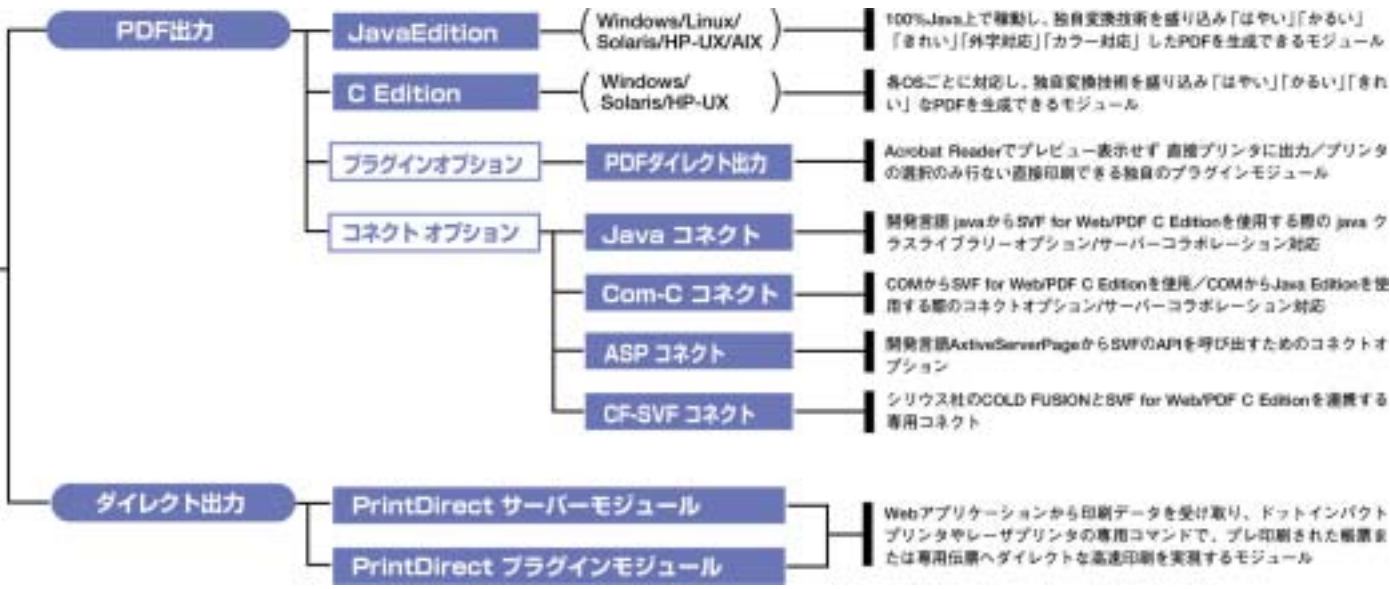 PDF出力
JavaEdition
Windows/Linux/
Solaris/HP-UX/AIX
100%Java上で稼動し、独自変換技術を盛り込み「はやい」「かるい」
「きれい」「外字対応」「カラー対応」したPDFを生成できるモジュール
C Edition
Windows/
Solaris/HP-UX
各OSごとに対応し、独自変換技術を盛り込み「はやい」「かるい」「きれ
い」なPDFを生成できるモジュール
プラグインオプション
PDFダイレクト出力
Acrobat Readerでプレビュー表示せず 直接プリンタに出力／プリンタ
の選択のみ行ない直接印刷できる独自のプラグインモジュール
コネクト オプション
Java コネクト
開発言語 javaからSVF for Web/PDF C Editionを使用する際の java ク
ラスライブラリーオプション/サーバーコラボレーション対応
Com-C コネクト
COMからSVF for Web/PDF C Editionを使用／COMからJava Editionを使
用する際のコネクトオプション/サーバーコラボレーション対応
ASP コネクト
開発言語AxtiveServerPageからSVFのAPIを呼び出すためのコネクトオ
プション
CF-SVF コネクト
シリウス社のCOLD FUSIONとSVF for Web/PDF C Editionを連携する
専用コネクト
ダイレクト出力
PrintDirect サーバーモジュール
PrintDirect プラグインモジュール
Webアプリケーションから印刷データを受け取り、ドットインパクト
プリンタやレーザプリンタの専用コマンドで、プレ印刷された帳票ま
たは専用伝票へダイレクトな高速印刷を実現するモジュール